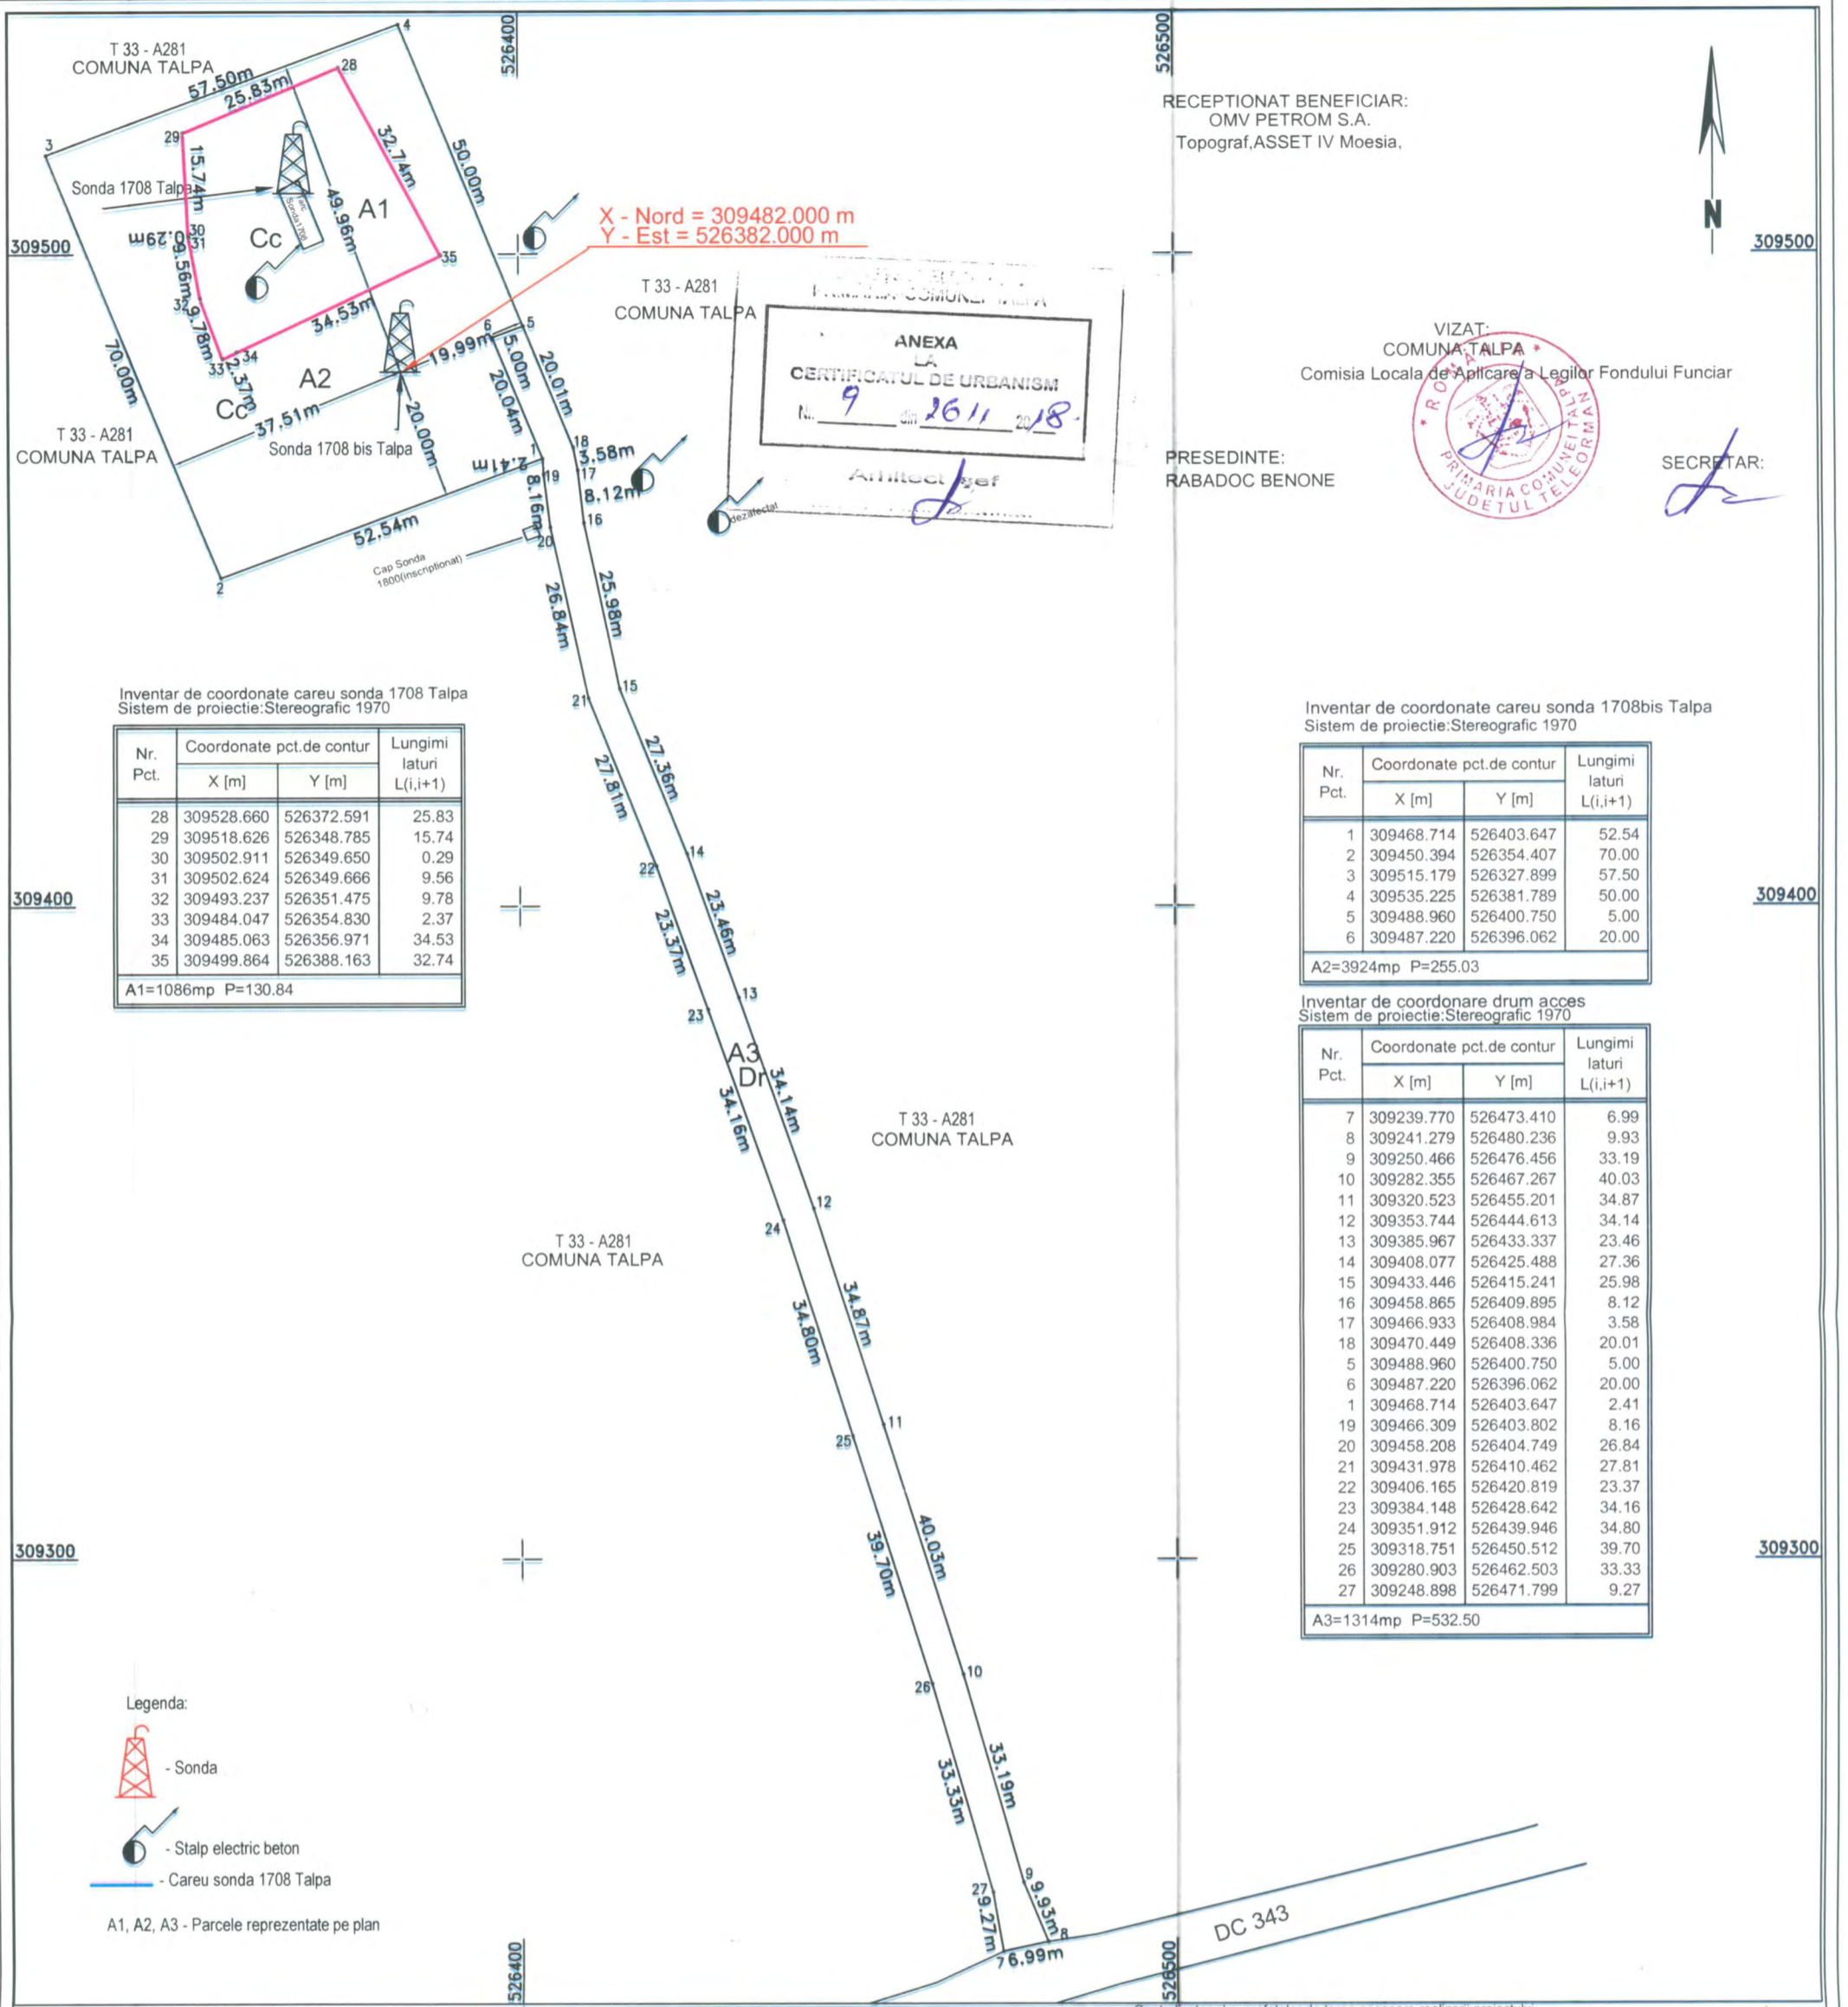 526400
526500
T 33 - A281
COMUNA TALPA
4
28
57.50m
25.83m
29
3
15.74m
32.74m
50.00m
Sonda 1708 Talpa
Tarc
Sonda1708
49.96m
A1
Cc
30
31
0.29m
9.56m
35
32
9.78m
34.53m
33
34
2.37m
A2
Cc
70.00m
37.51m
19.99m
6
5
5.00m
20.04m
20.01m
20.00m
Sonda 1708 bis Talpa
T 33 - A281
COMUNA TALPA
1
2.41m
19
8.16m
18
3.58m
17
8.12m
16
20
52.54m
2
Cap Sonda
1800(inscriptionat)
dezafectat
X - Nord = 309482.000 m
Y - Est = 526382.000 m
309500
309500
T 33 - A281
COMUNA TALPA
RECEPTIONAT BENEFICIAR:
OMV PETROM S.A.
Topograf,ASSET IV Moesia,
N
PRIMARIA COMUNEI TALPA
ANEXA
LA
CERTIFICATUL DE URBANISM
Nr. 9 din 26 11 2018
Arhitect sef
VIZAT:
COMUNA TALPA
Comisia Locala de Aplicare a Legilor Fondului Funciar
* ROMANIA *
PRIMARIA COMUNEI TALPA
JUDETUL TELEORMAN
PRESEDINTE:
RABADOC BENONE
SECRETAR:
26.84m
25.98m
21
15
27.81m
27.36m
22
14
23.37m
23.46m
23
13
A3
Dr
34.16m
34.14m
24
12
34.80m
34.87m
25
11
39.70m
40.03m
26
10
33.33m
33.19m
27
9
9.27m
9.93m
8
7
6.99m
DC 343
Inventar de coordonate careu sonda 1708 Talpa
Sistem de proiectie:Stereografic 1970
Nr. Pct. Coordonate pct.de contur Lungimi laturi L(i,i+1)
X [m] Y [m]
28 309528.660 526372.591 25.83
29 309518.626 526348.785 15.74
30 309502.911 526349.650 0.29
31 309502.624 526349.666 9.56
32 309493.237 526351.475 9.78
33 309484.047 526354.830 2.37
34 309485.063 526356.971 34.53
35 309499.864 526388.163 32.74
A1=1086mp P=130.84
Inventar de coordonate careu sonda 1708bis Talpa
Sistem de proiectie:Stereografic 1970
Nr. Pct. Coordonate pct.de contur Lungimi laturi L(i,i+1)
X [m] Y [m]
1 309468.714 526403.647 52.54
2 309450.394 526354.407 70.00
3 309515.179 526327.899 57.50
4 309535.225 526381.789 50.00
5 309488.960 526400.750 5.00
6 309487.220 526396.062 20.00
A2=3924mp P=255.03
Inventar de coordonare drum acces
Sistem de proiectie:Stereografic 1970
Nr. Pct. Coordonate pct.de contur Lungimi laturi L(i,i+1)
X [m] Y [m]
7 309239.770 526473.410 6.99
8 309241.279 526480.236 9.93
9 309250.466 526476.456 33.19
10 309282.355 526467.267 40.03
11 309320.523 526455.201 34.87
12 309353.744 526444.613 34.14
13 309385.967 526433.337 23.46
14 309408.077 526425.488 27.36
15 309433.446 526415.241 25.98
16 309458.865 526409.895 8.12
17 309466.933 526408.984 3.58
18 309470.449 526408.336 20.01
5 309488.960 526400.750 5.00
6 309487.220 526396.062 20.00
1 309468.714 526403.647 2.41
19 309466.309 526403.802 8.16
20 309458.208 526404.749 26.84
21 309431.978 526410.462 27.81
22 309406.165 526420.819 23.37
23 309384.148 526428.642 34.16
24 309351.912 526439.946 34.80
25 309318.751 526450.512 39.70
26 309280.903 526462.503 33.33
27 309248.898 526471.799 9.27
A3=1314mp P=532.50
309400
309400
T 33 - A281
COMUNA TALPA
T 33 - A281
COMUNA TALPA
309300
309300
Legenda:
- Sonda
- Stalp electric beton
- Careu sonda 1708 Talpa
A1, A2, A3 - Parcele reprezentate pe plan
526400
526500